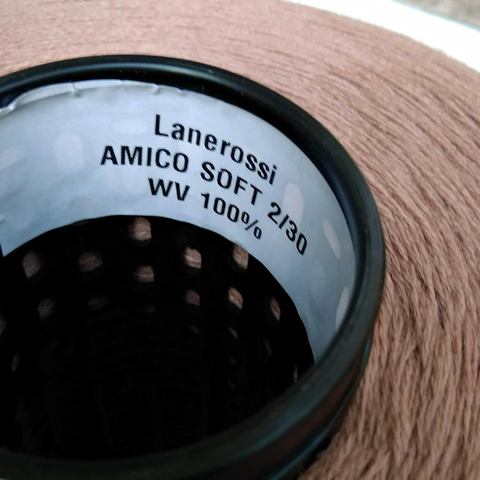 Lanerossi
AMICO SOFT 2/30
WV 100%